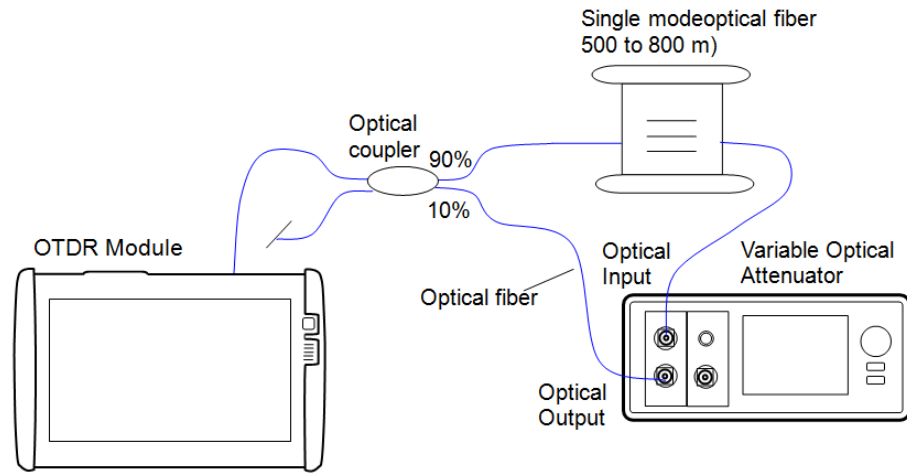 Single modeoptical fiber
500 to 800 m)
Optical
coupler
90%
10%
OTDR Module
Optical fiber
Optical
Input
Variable Optical
Attenuator
Optical
Output